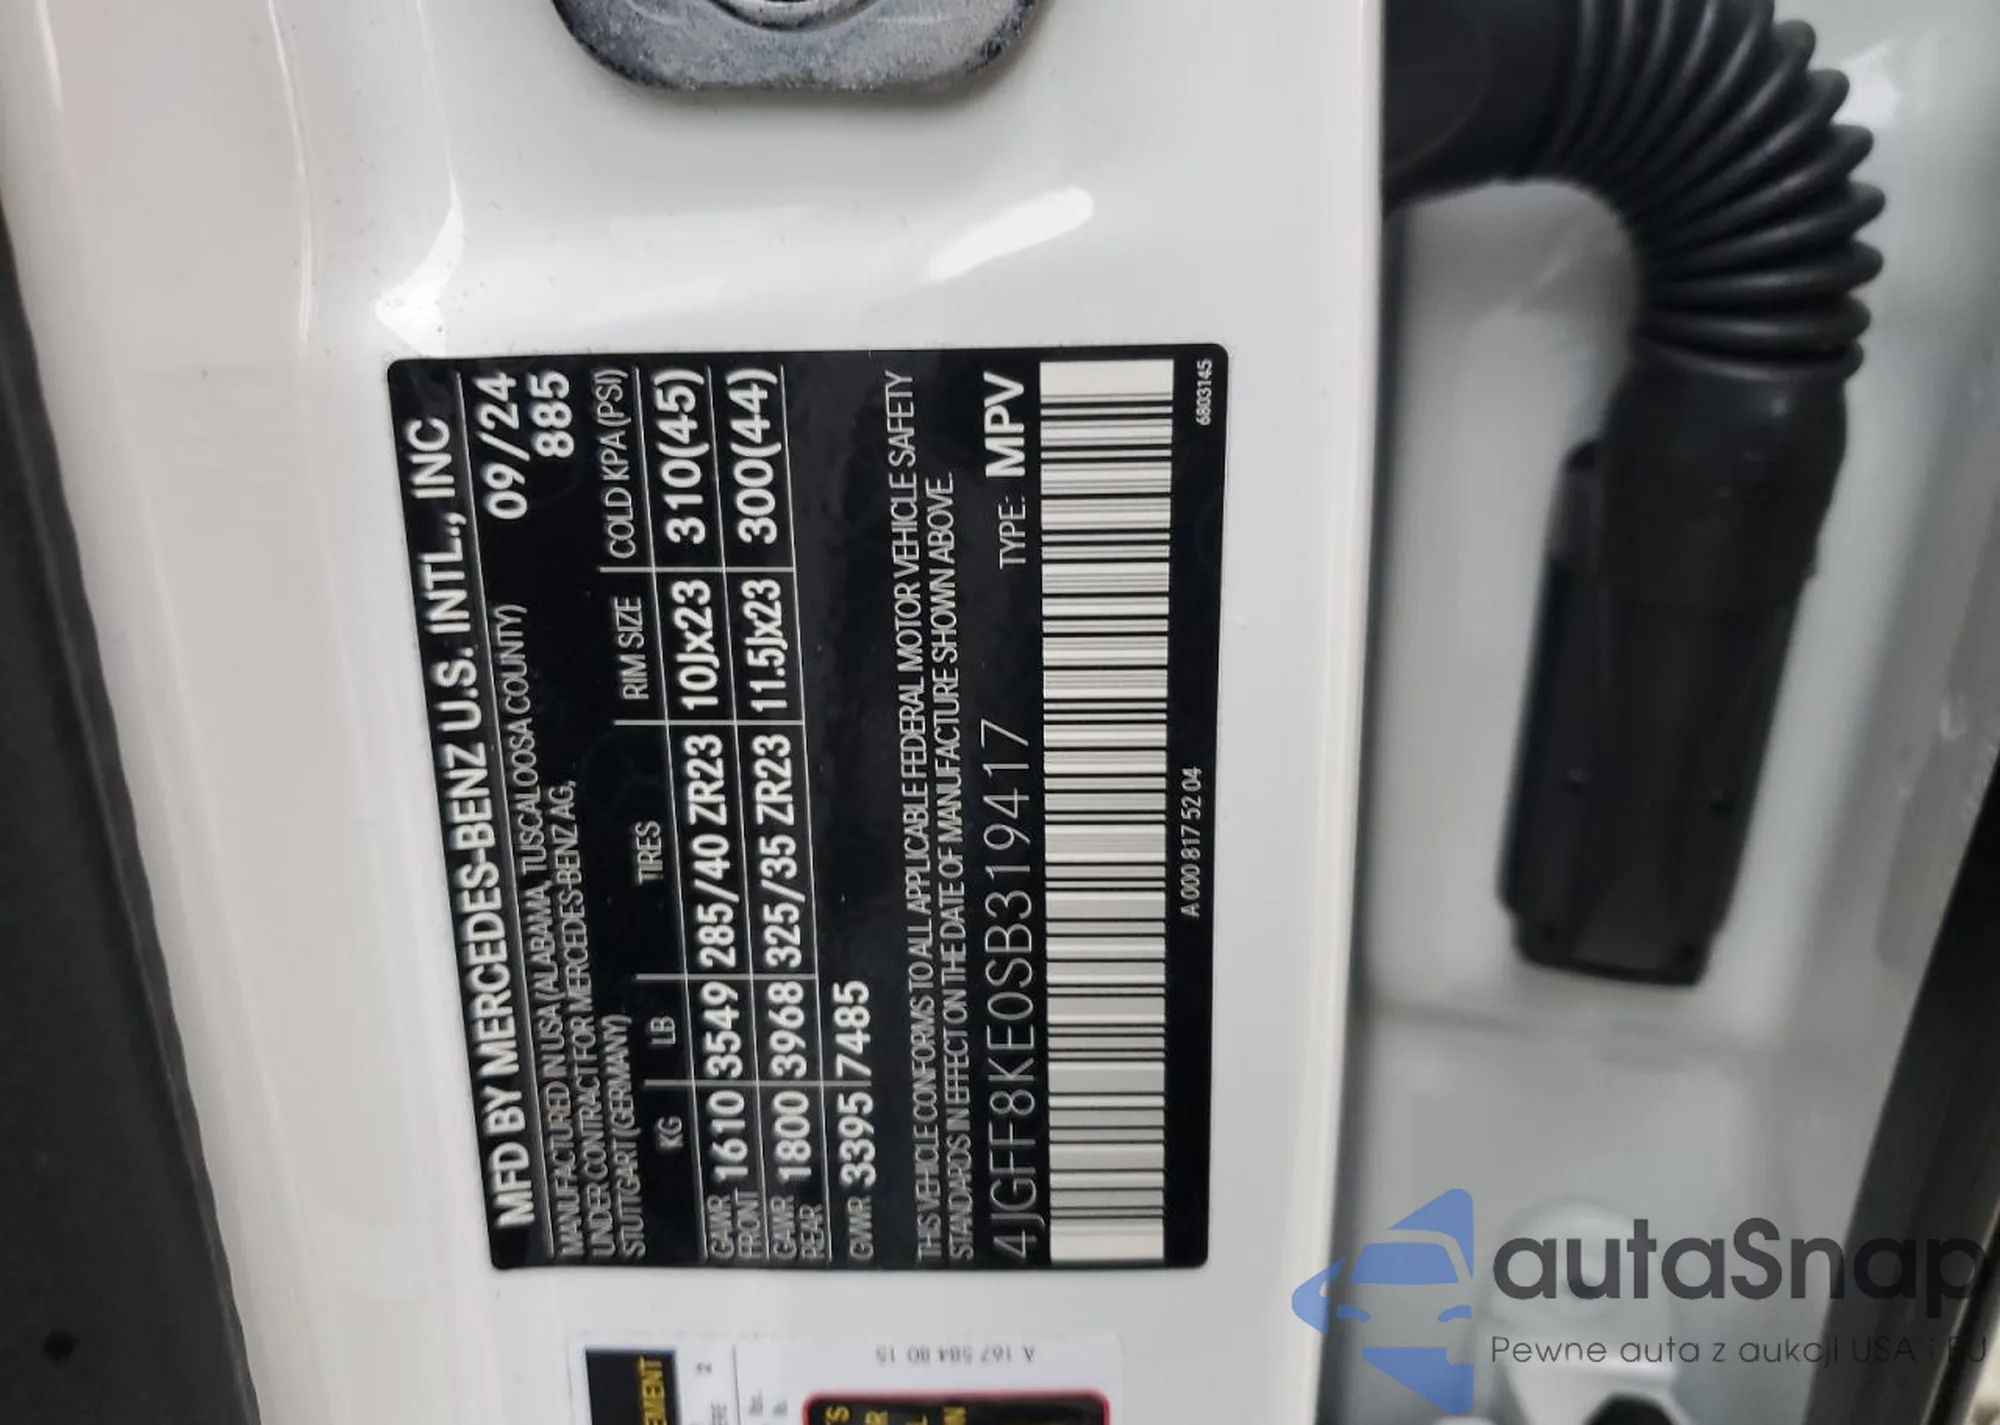 MFD BY MERCEDES-BENZ U.S. INTL., INC
MANUFACTURED IN USA (ALABAMA, TUSCALOOSA COUNTY) 09/24
UNDER CONTRACT FOR MERCEDES-BENZ AG, 885
STUTTGART (GERMANY)
KG LB TIRES RIM SIZE COLD KPA (PSI)
GAWR FRONT 1610 3549 285/40 ZR23 10Jx23 310(45)
GAWR REAR 1800 3968 325/35 ZR23 11.5Jx23 300(44)
GVWR 3395 7485
THIS VEHICLE CONFORMS TO ALL APPLICABLE FEDERAL MOTOR VEHICLE SAFETY
STANDARDS IN EFFECT ON THE DATE OF MANUFACTURE SHOWN ABOVE.
4JGFF8KE0SB319417 TYPE: MPV
A 000 817 52 04 6803145
A 167 584 80 15
autaSnap
Pewne auta z aukcji USA i EU